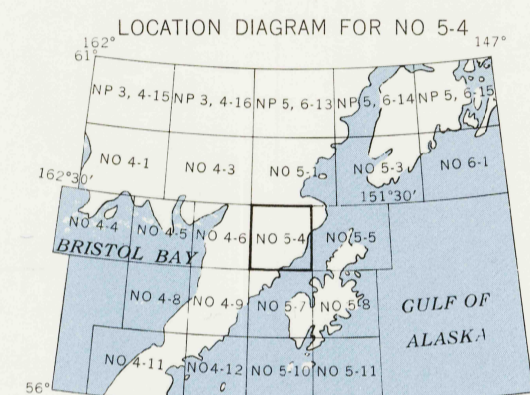 LOCATION DIAGRAM FOR NO 5-4
162° 147°
61°
NP 3, 4-15 NP 3, 4-16 NP 5, 6-13 NP 5, 6-14 NP 5, 6-15
NO 4-1 NO 4-3 NO 5-1 NO 5-3 NO 6-1
162°30′ 151°30′
NO 4-4 NO 4-5 NO 4-6 NO 5-4 NO 5-5
BRISTOL BAY
NO 4-8 NO 4-9 NO 5-7 NO 5-8 GULF OF
ALASKA
NO 4-11 NO4-12 NO 5-10 NO 5-11
56°